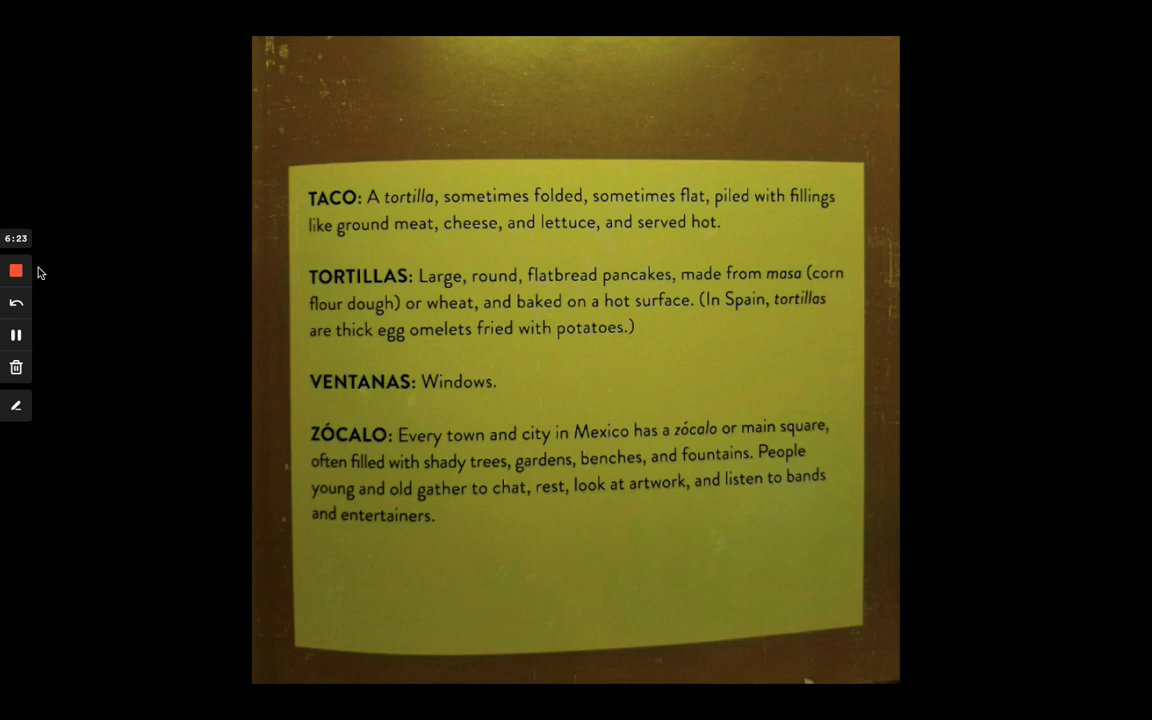 6:23
TACO: A tortilla, sometimes folded, sometimes flat, piled with fillings
like ground meat, cheese, and lettuce, and served hot.
TORTILLAS: Large, round, flatbread pancakes, made from masa (corn
flour dough) or wheat, and baked on a hot surface. (In Spain, tortillas
are thick egg omelets fried with potatoes.)
VENTANAS: Windows.
ZÓCALO: Every town and city in Mexico has a zócalo or main square,
often filled with shady trees, gardens, benches, and fountains. People
young and old gather to chat, rest, look at artwork, and listen to bands
and entertainers.